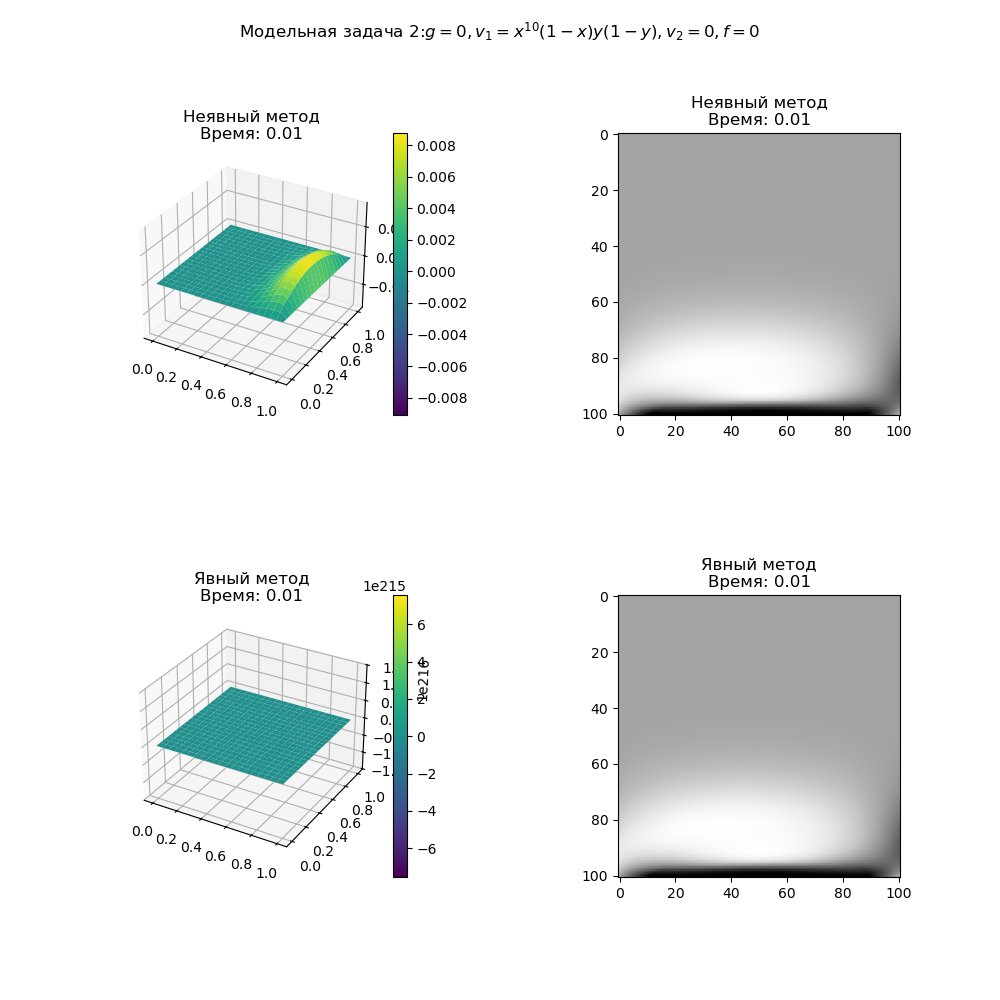 Модельная задача 2:g = 0, v₁ = x¹⁰(1 − x)y(1 − y), v₂ = 0, f = 0
Неявный метод
Время: 0.01
0.0 0.2 0.4 0.6 0.8 1.0
0.0 0.2 0.4 0.6 0.8 1.0
0.008
0.006
0.004
0.002
0.000
−0.002
−0.004
−0.006
−0.008
Неявный метод
Время: 0.01
0
20
40
60
80
100
0 20 40 60 80 100
Явный метод
Время: 0.01
0.0 0.2 0.4 0.6 0.8 1.0
0.0 0.2 0.4 0.6 0.8 1.0
1e215
6
4
2
0
−2
−4
−6
Явный метод
Время: 0.01
0
20
40
60
80
100
0 20 40 60 80 100